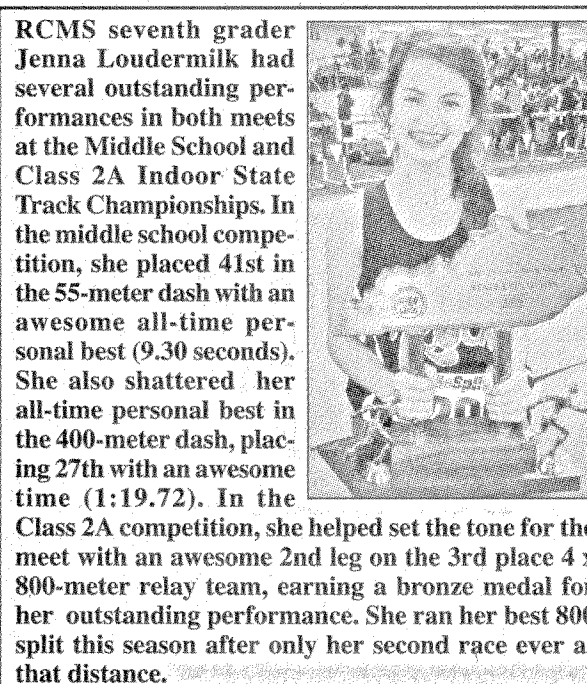 RCMS seventh grader
Jenna Loudermilk had
several outstanding per-
formances in both meets
at the Middle School and
Class 2A Indoor State
Track Championships. In
the middle school compe-
tition, she placed 41st in
the 55-meter dash with an
awesome all-time per-
sonal best (9.30 seconds).
She also shattered her
all-time personal best in
the 400-meter dash, plac-
ing 27th with an awesome
time (1:19.72). In the
Class 2A competition, she helped set the tone for the
meet with an awesome 2nd leg on the 3rd place 4 x
800-meter relay team, earning a bronze medal for
her outstanding performance. She ran her best 800
split this season after only her second race ever a
that distance.